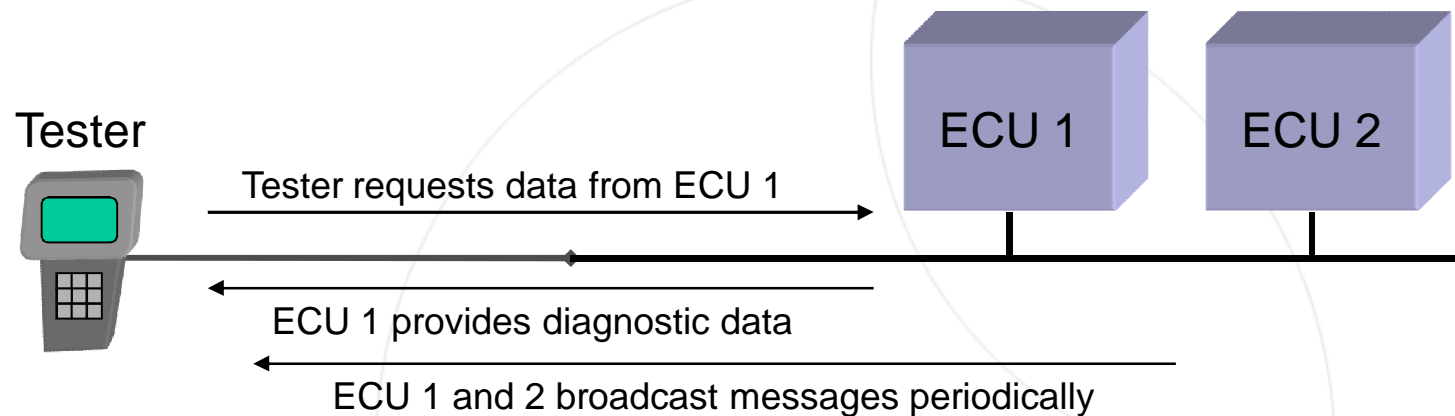 Tester
ECU 1
ECU 2
Tester requests data from ECU 1
ECU 1 provides diagnostic data
ECU 1 and 2 broadcast messages periodically